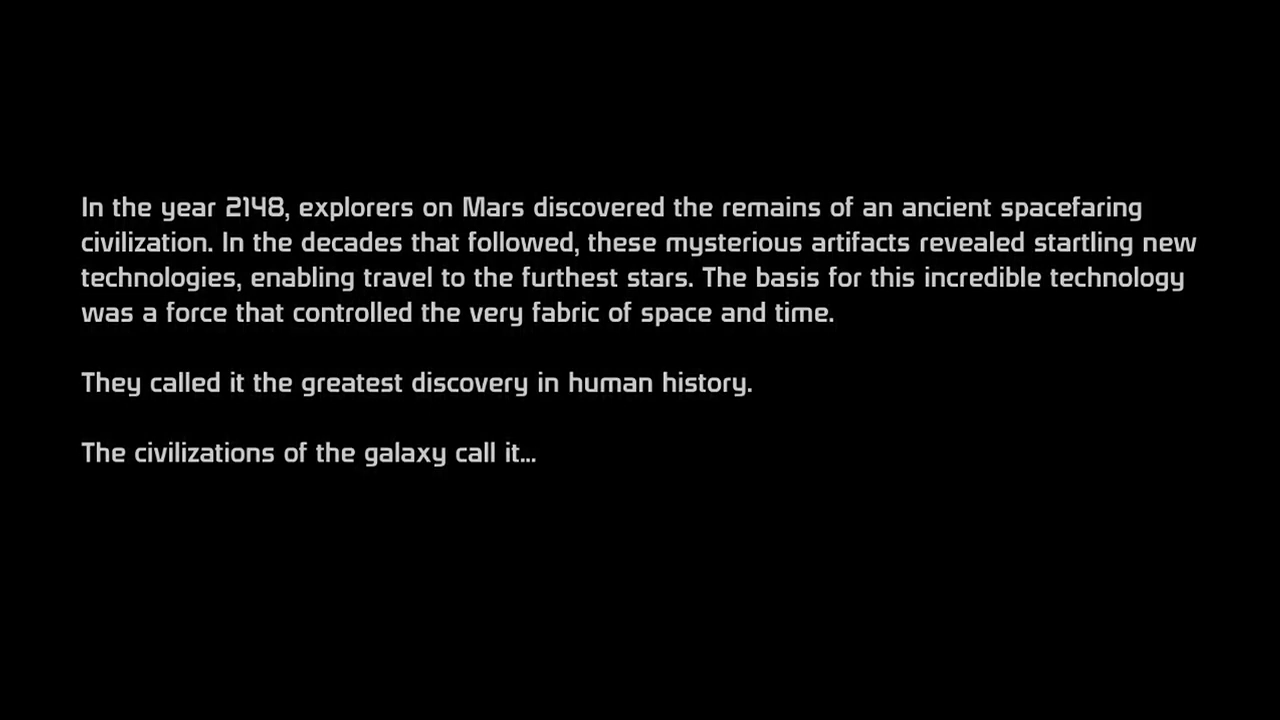 In the year 2148, explorers on Mars discovered the remains of an ancient spacefaring
civilization. In the decades that followed, these mysterious artifacts revealed startling new
technologies, enabling travel to the furthest stars. The basis for this incredible technology
was a force that controlled the very fabric of space and time.
They called it the greatest discovery in human history.
The civilizations of the galaxy call it...